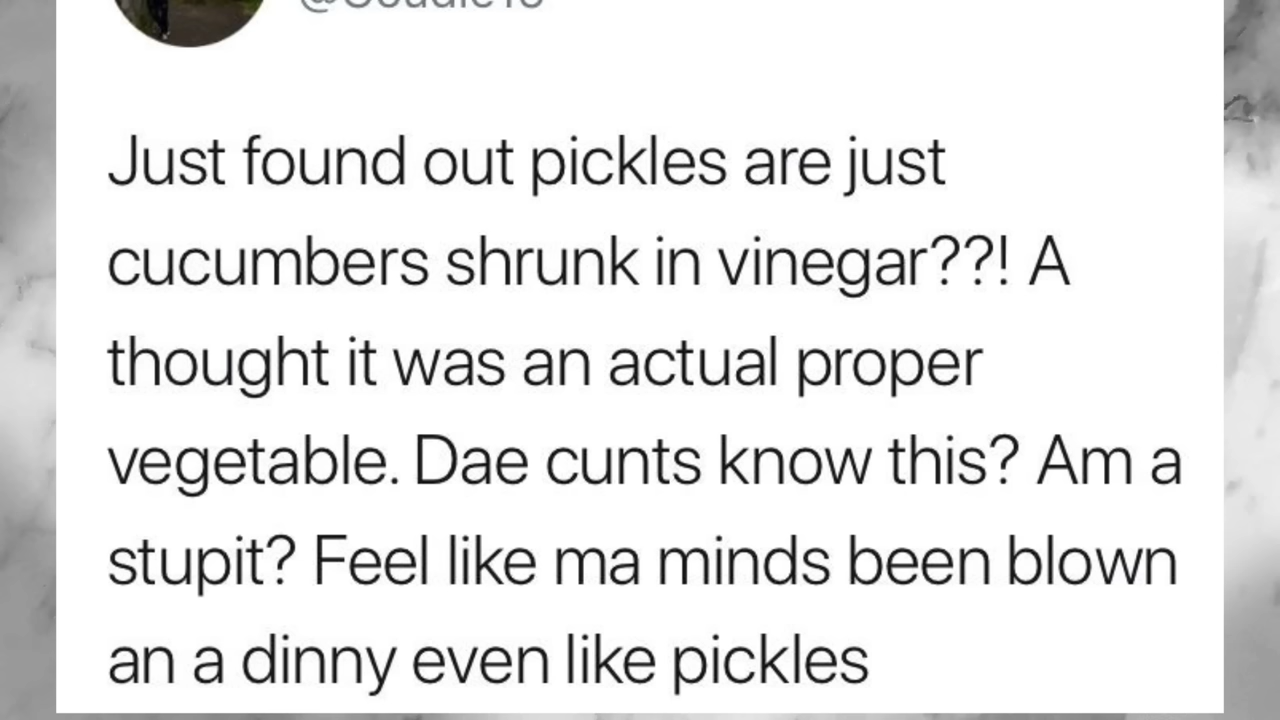 Just found out pickles are just
cucumbers shrunk in vinegar??! A
thought it was an actual proper
vegetable. Dae cunts know this? Am a
stupit? Feel like ma minds been blown
an a dinny even like pickles